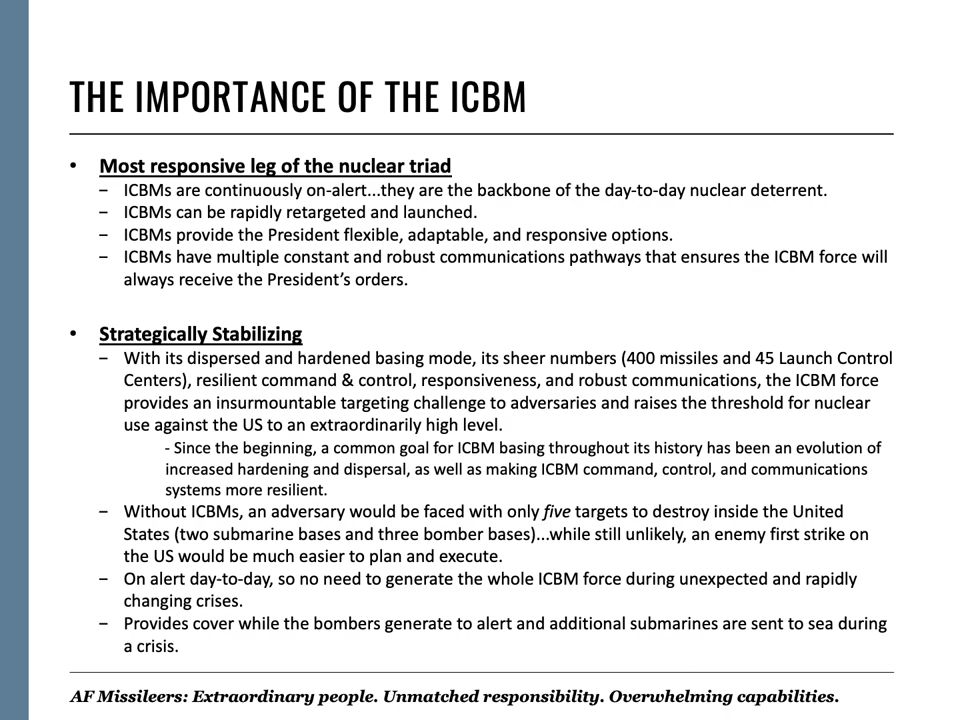 THE IMPORTANCE OF THE ICBM
• Most responsive leg of the nuclear triad
– ICBMs are continuously on-alert...they are the backbone of the day-to-day nuclear deterrent.
– ICBMs can be rapidly retargeted and launched.
– ICBMs provide the President flexible, adaptable, and responsive options.
– ICBMs have multiple constant and robust communications pathways that ensures the ICBM force will
always receive the President’s orders.
• Strategically Stabilizing
– With its dispersed and hardened basing mode, its sheer numbers (400 missiles and 45 Launch Control
Centers), resilient command & control, responsiveness, and robust communications, the ICBM force
provides an insurmountable targeting challenge to adversaries and raises the threshold for nuclear
use against the US to an extraordinarily high level.
- Since the beginning, a common goal for ICBM basing throughout its history has been an evolution of
increased hardening and dispersal, as well as making ICBM command, control, and communications
systems more resilient.
– Without ICBMs, an adversary would be faced with only five targets to destroy inside the United
States (two submarine bases and three bomber bases)...while still unlikely, an enemy first strike on
the US would be much easier to plan and execute.
– On alert day-to-day, so no need to generate the whole ICBM force during unexpected and rapidly
changing crises.
– Provides cover while the bombers generate to alert and additional submarines are sent to sea during
a crisis.
AF Missileers: Extraordinary people. Unmatched responsibility. Overwhelming capabilities.